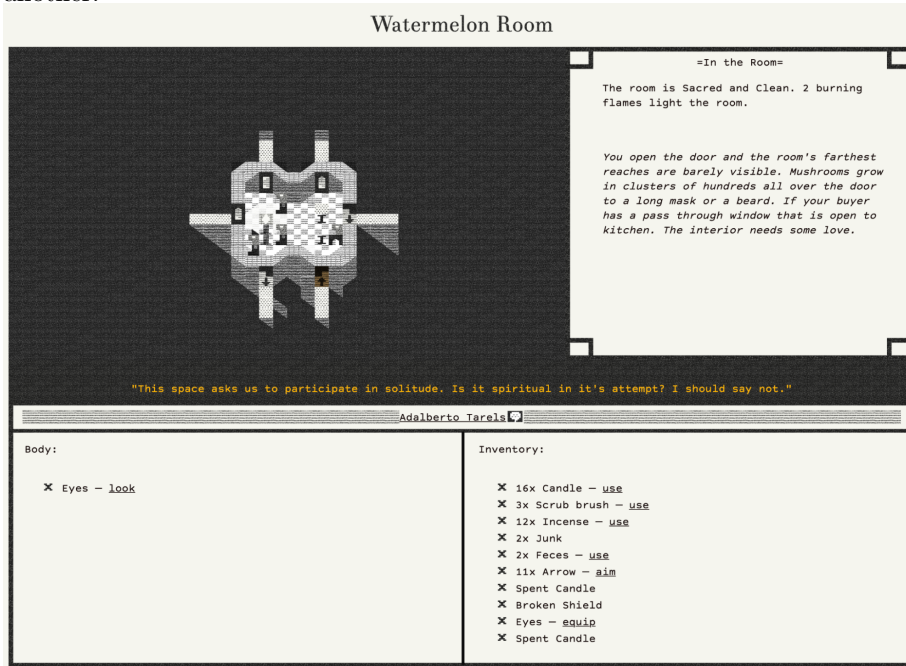 Watermelon Room
=In the Room=
The room is Sacred and Clean. 2 burning
flames light the room.
You open the door and the room's farthest
reaches are barely visible. Mushrooms grow
in clusters of hundreds all over the door
to a long mask or a beard. If your buyer
has a pass through window that is open to
kitchen. The interior needs some love.
"This space asks us to participate in solitude. Is it spiritual in it's attempt? I should say not."
Adalberto Tarels
Body:
Eyes — look
Inventory:
16x Candle — use
3x Scrub brush — use
12x Incense — use
2x Junk
2x Feces — use
11x Arrow — aim
Spent Candle
Broken Shield
Eyes — equip
Spent Candle